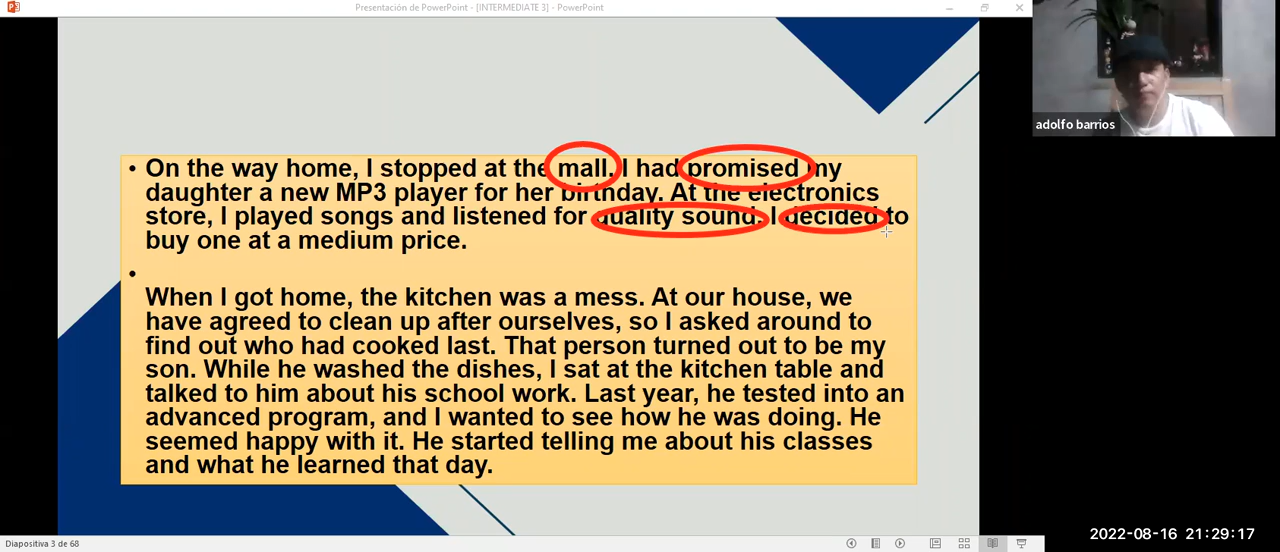 Presentación de PowerPoint - [INTERMEDIATE 3] - PowerPoint
adolfo barrios
• On the way home, I stopped at the mall. I had promised my
daughter a new MP3 player for her birthday. At the electronics
store, I played songs and listened for quality sound. I decided to
buy one at a medium price.
•
When I got home, the kitchen was a mess. At our house, we
have agreed to clean up after ourselves, so I asked around to
find out who had cooked last. That person turned out to be my
son. While he washed the dishes, I sat at the kitchen table and
talked to him about his school work. Last year, he tested into an
advanced program, and I wanted to see how he was doing. He
seemed happy with it. He started telling me about his classes
and what he learned that day.
2022-08-16 21:29:17
Diapositiva 3 de 68